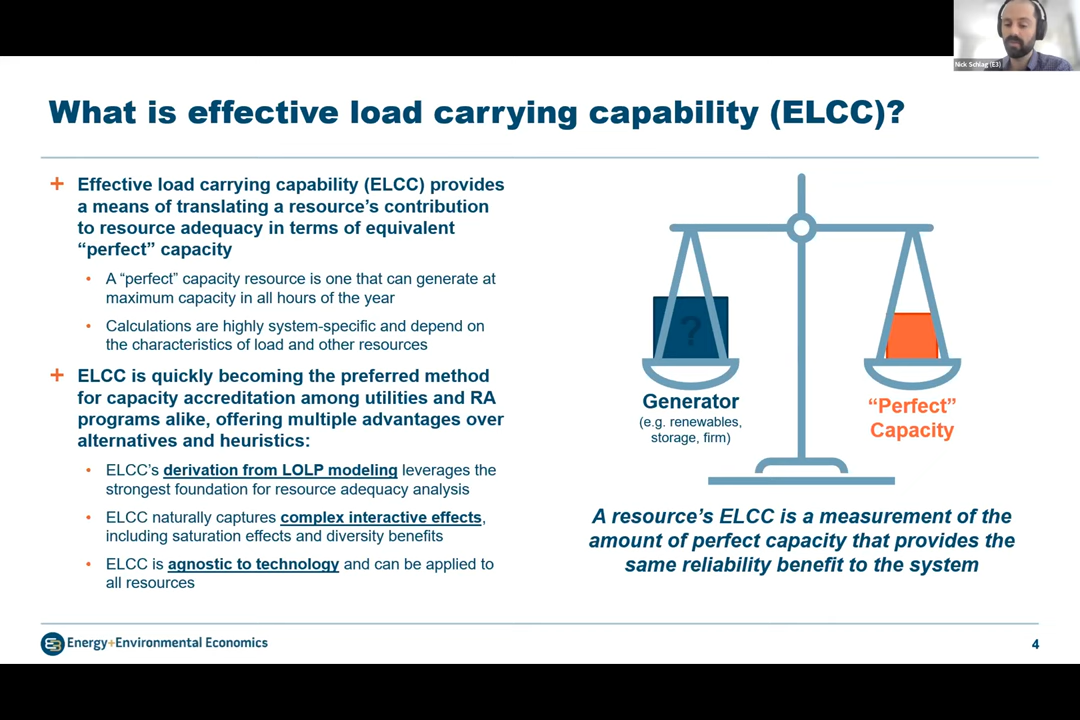 Nick Schlag (E3)
What is effective load carrying capability (ELCC)?
+ Effective load carrying capability (ELCC) provides
a means of translating a resource's contribution
to resource adequacy in terms of equivalent
“perfect” capacity
• A “perfect” capacity resource is one that can generate at
maximum capacity in all hours of the year
• Calculations are highly system-specific and depend on
the characteristics of load and other resources
+ ELCC is quickly becoming the preferred method
for capacity accreditation among utilities and RA
programs alike, offering multiple advantages over
alternatives and heuristics:
• ELCC's derivation from LOLP modeling leverages the
strongest foundation for resource adequacy analysis
• ELCC naturally captures complex interactive effects,
including saturation effects and diversity benefits
• ELCC is agnostic to technology and can be applied to
all resources
?
Generator
(e.g. renewables,
storage, firm)
“Perfect”
Capacity
A resource's ELCC is a measurement of the
amount of perfect capacity that provides the
same reliability benefit to the system
Energy+Environmental Economics
4